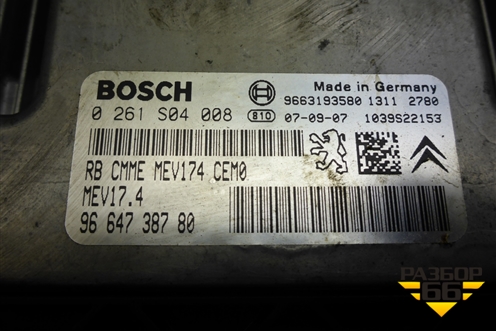 BOSCH
Made in Germany
0 261 S04 008
810
9663193580 1311 2780
07-09-07
1039S22153
RB CMME MEV174 CEM0
MEV17.4
96 647 387 80
РАЗБОР
66